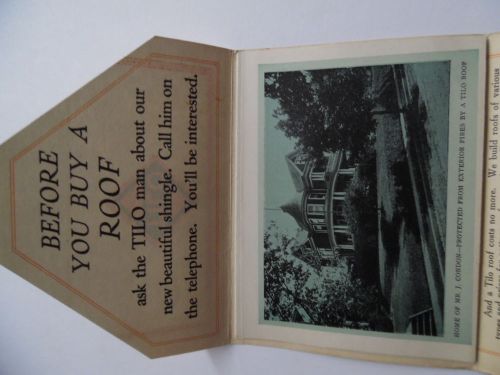 BEFORE
YOU BUY A
ROOF
ask the TILO man about our
new beautiful shingle. Call him on
the telephone. You'll be interested.
HOME OF MR. J. CONDON—PROTECTED FROM EXTERIOR FIRES BY A TILO ROOF
And a Tilo roof costs no more. We build roofs of various